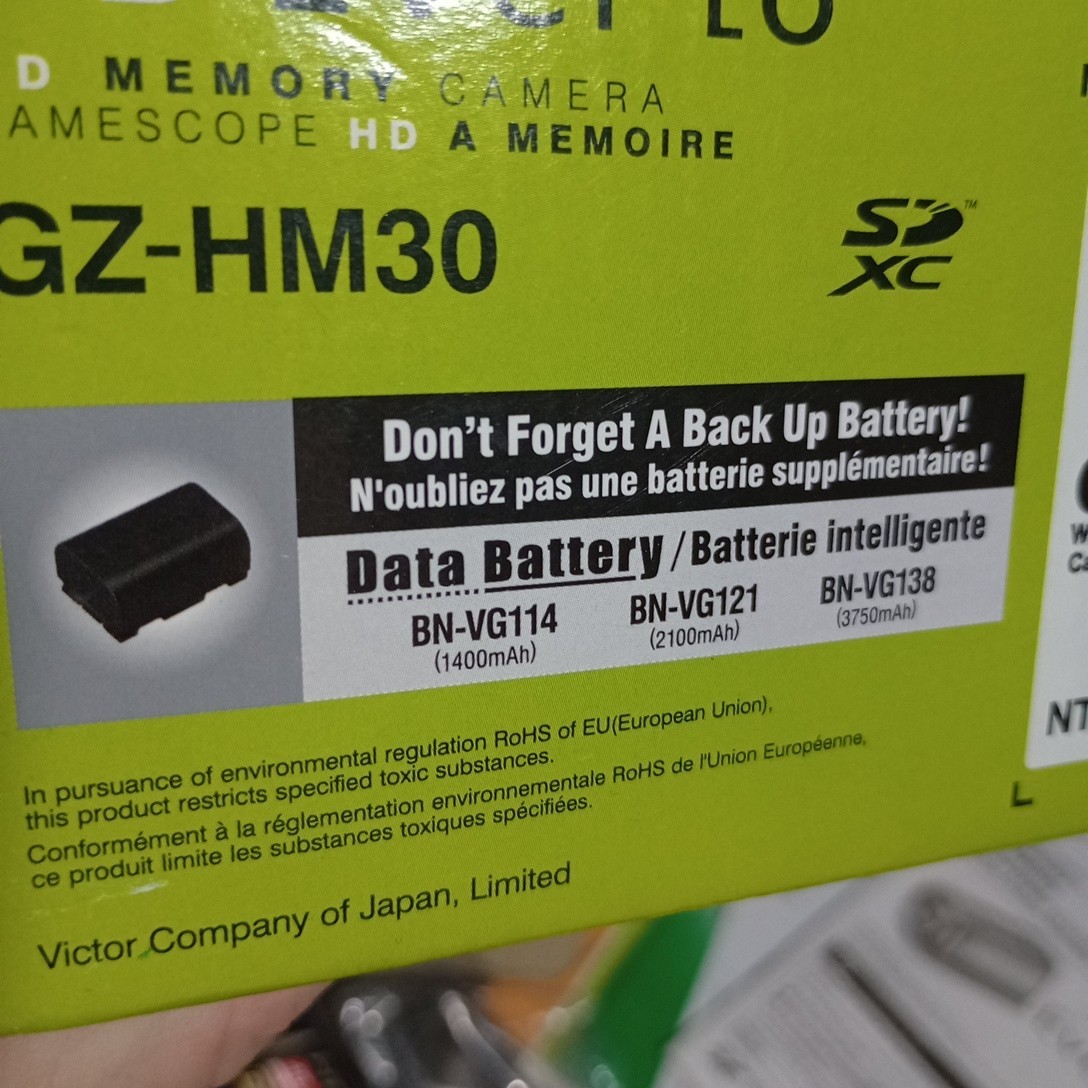 D MEMORY CAMERA
AMESCOPE HD A MEMOIRE
GZ-HM30
SD™
XC
Don't Forget A Back Up Battery!
N'oubliez pas une batterie supplémentaire!
Data Battery/Batterie intelligente
BN-VG114 BN-VG121 BN-VG138
(1400mAh) (2100mAh) (3750mAh)
In pursuance of environmental regulation RoHS of EU(European Union),
this product restricts specified toxic substances.
Conformément à la réglementation environnementale RoHS de l'Union Européenne,
ce produit limite les substances toxiques spécifiées.
Victor Company of Japan, Limited
NT
L